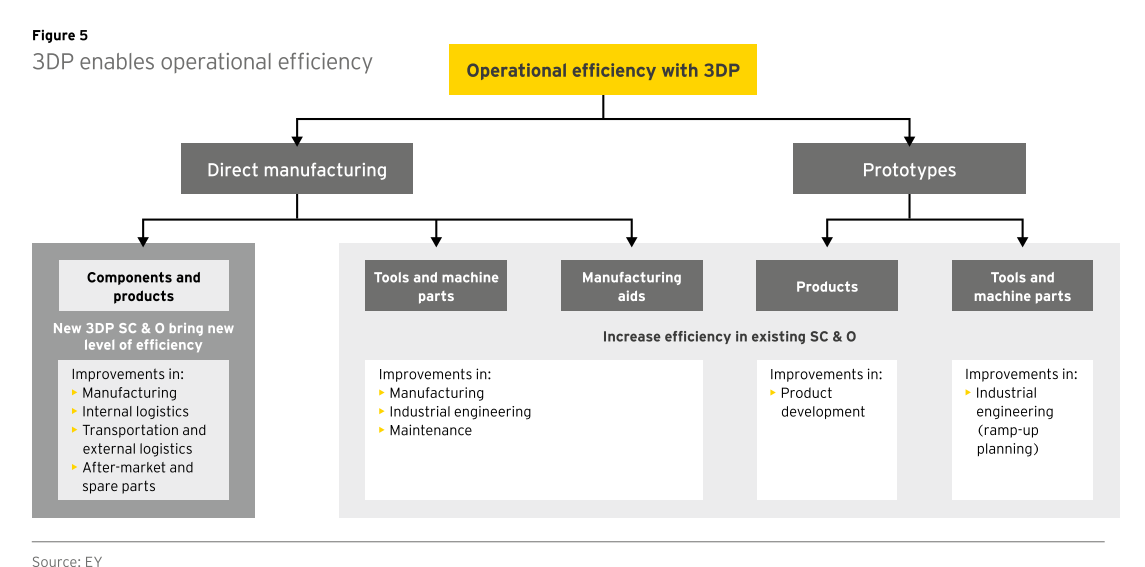 Figure 5
3DP enables operational efficiency
Operational efficiency with 3DP
Direct manufacturing
Prototypes
Components and
products
New 3DP SC & O bring new
level of efficiency
Improvements in:
‣ Manufacturing
‣ Internal logistics
‣ Transportation and
external logistics
‣ After-market and
spare parts
Tools and machine
parts
Manufacturing
aids
Products
Tools and
machine parts
Increase efficiency in existing SC & O
Improvements in:
‣ Manufacturing
‣ Industrial engineering
‣ Maintenance
Improvements in:
‣ Product
development
Improvements in:
‣ Industrial
engineering
(ramp-up
planning)
Source: EY